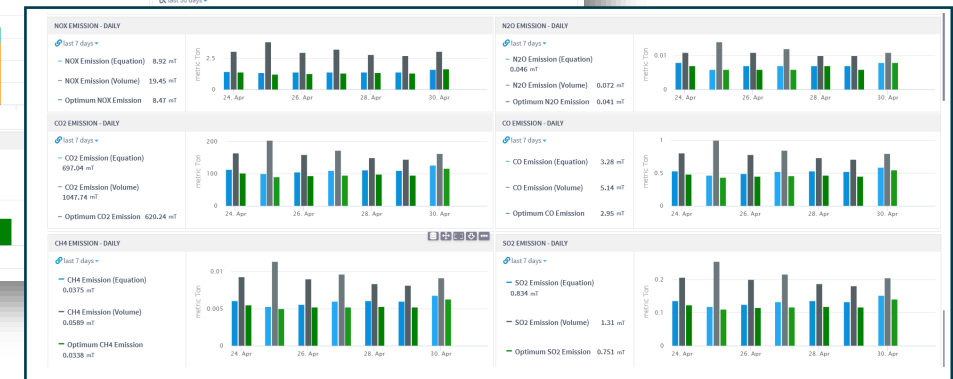 last 30 days
NOX EMISSION - DAILY
last 7 days
NOX Emission (Equation) 8.92 mT
NOX Emission (Volume) 19.45 mT
Optimum NOX Emission 8.47 mT
metric Ton
2.5
0
24. Apr 26. Apr 28. Apr 30. Apr
N2O EMISSION - DAILY
last 7 days
N2O Emission (Equation)
0.046 mT
N2O Emission (Volume) 0.072 mT
Optimum N2O Emission 0.041 mT
metric Ton
0.01
0
24. Apr 26. Apr 28. Apr 30. Apr
CO2 EMISSION - DAILY
last 7 days
CO2 Emission (Equation)
697.04 mT
CO2 Emission (Volume)
1047.74 mT
Optimum CO2 Emission 620.24 mT
metric Ton
200
100
0
24. Apr 26. Apr 28. Apr 30. Apr
CO EMISSION - DAILY
last 7 days
CO Emission (Equation) 3.28 mT
CO Emission (Volume) 5.14 mT
Optimum CO Emission 2.95 mT
metric Ton
1
0.5
0
24. Apr 26. Apr 28. Apr 30. Apr
CH4 EMISSION - DAILY
last 7 days
CH4 Emission (Equation)
0.0375 mT
CH4 Emission (Volume)
0.0589 mT
Optimum CH4 Emission
0.0338 mT
metric Ton
0.01
0.005
0
24. Apr 26. Apr 28. Apr 30. Apr
SO2 EMISSION - DAILY
last 7 days
SO2 Emission (Equation)
0.834 mT
SO2 Emission (Volume) 1.31 mT
Optimum SO2 Emission 0.751 mT
metric Ton
0.2
0.1
0
24. Apr 26. Apr 28. Apr 30. Apr